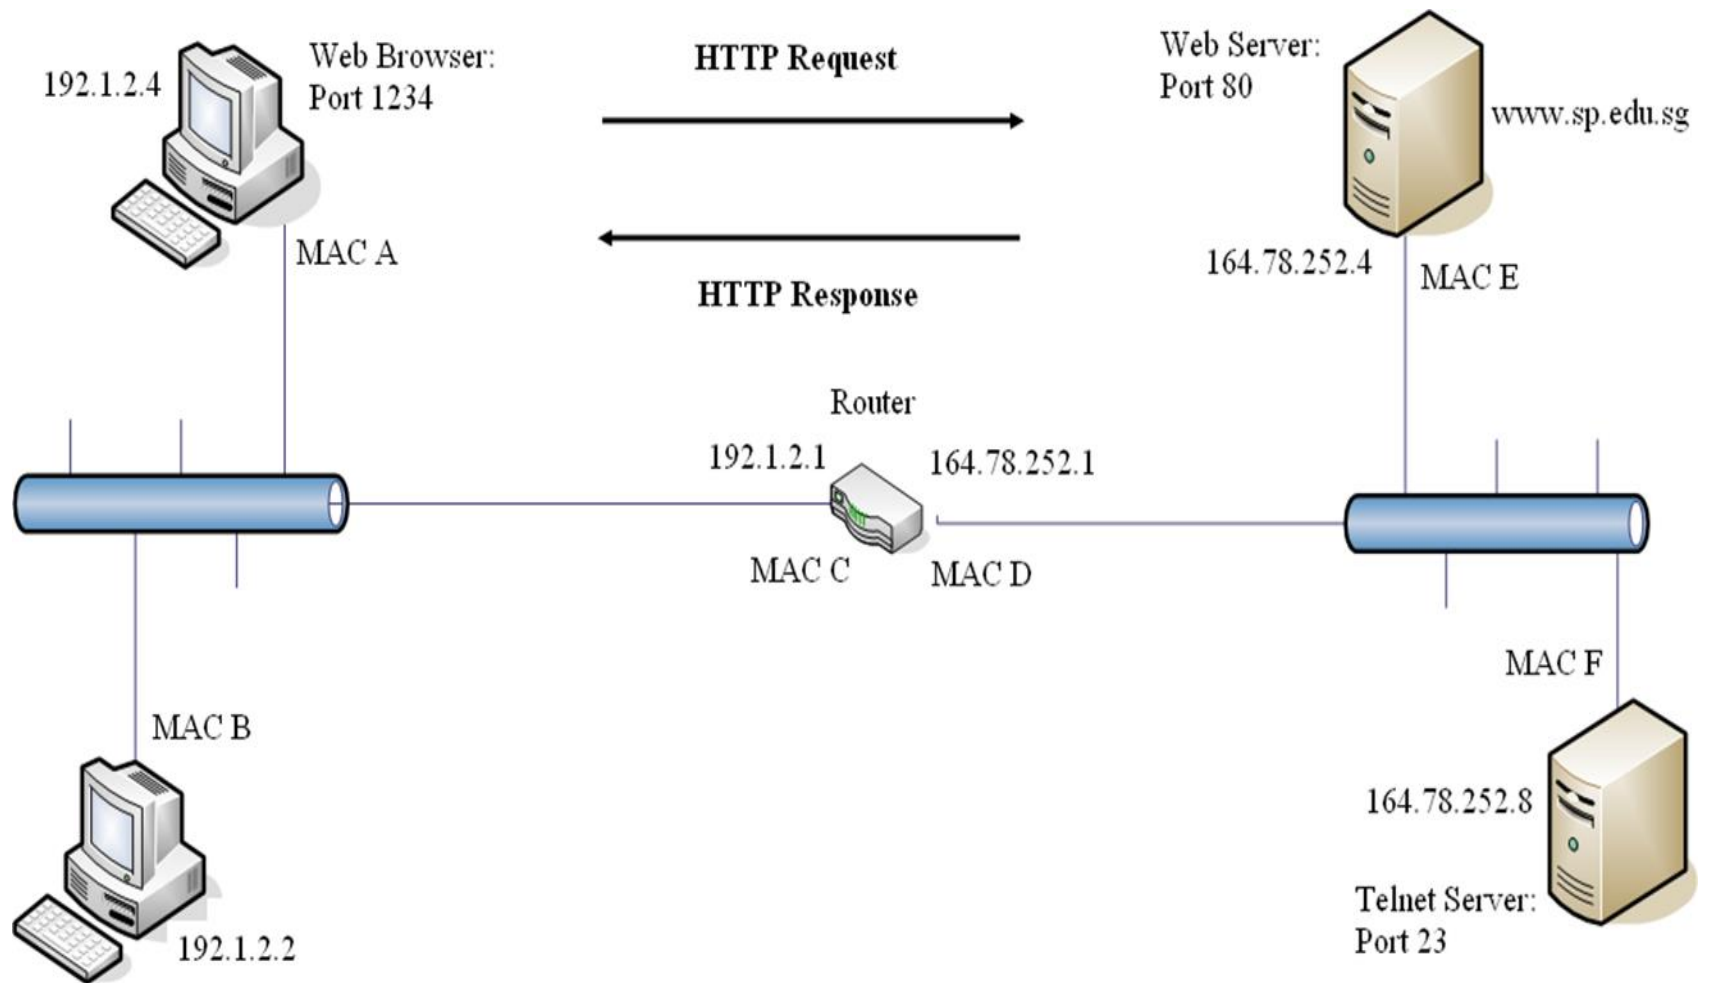 192.1.2.4
Web Browser:
Port 1234
HTTP Request
Web Server:
Port 80
www.sp.edu.sg
MAC A
HTTP Response
164.78.252.4
MAC E
Router
192.1.2.1
164.78.252.1
MAC C
MAC D
MAC B
192.1.2.2
MAC F
164.78.252.8
Telnet Server:
Port 23